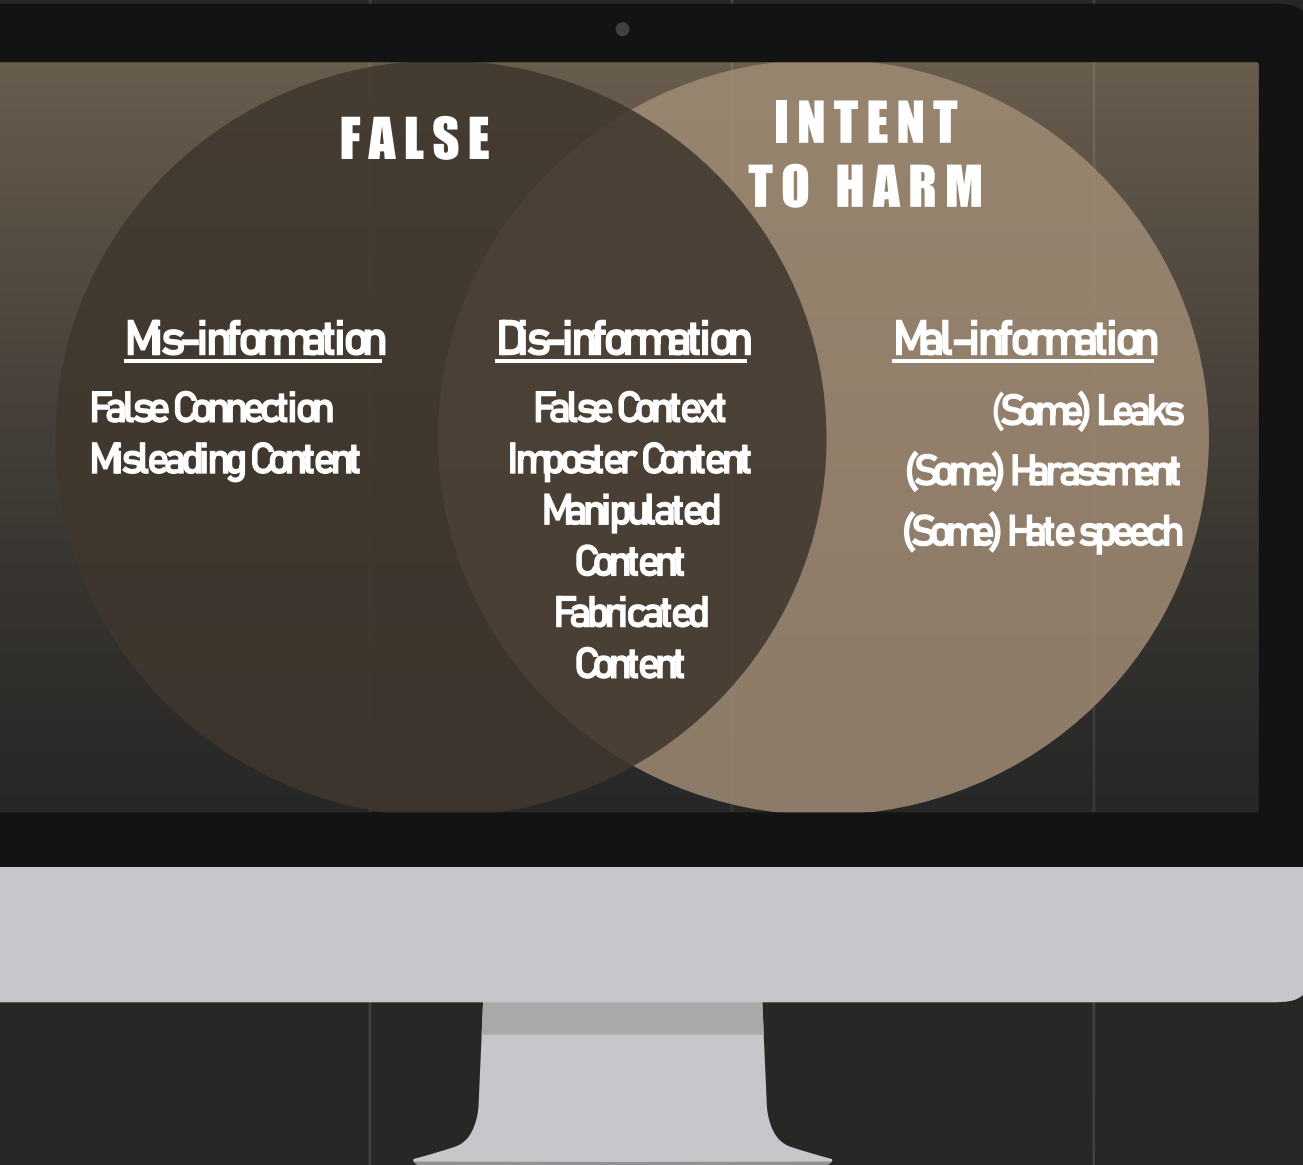 FALSE
INTENT
TO HARM
Mis-information
False Connection
Misleading Content
Dis-information
False Context
Imposter Content
Manipulated
Content
Fabricated
Content
Mal-information
(Some) Leaks
(Some) Harassment
(Some) Hate speech